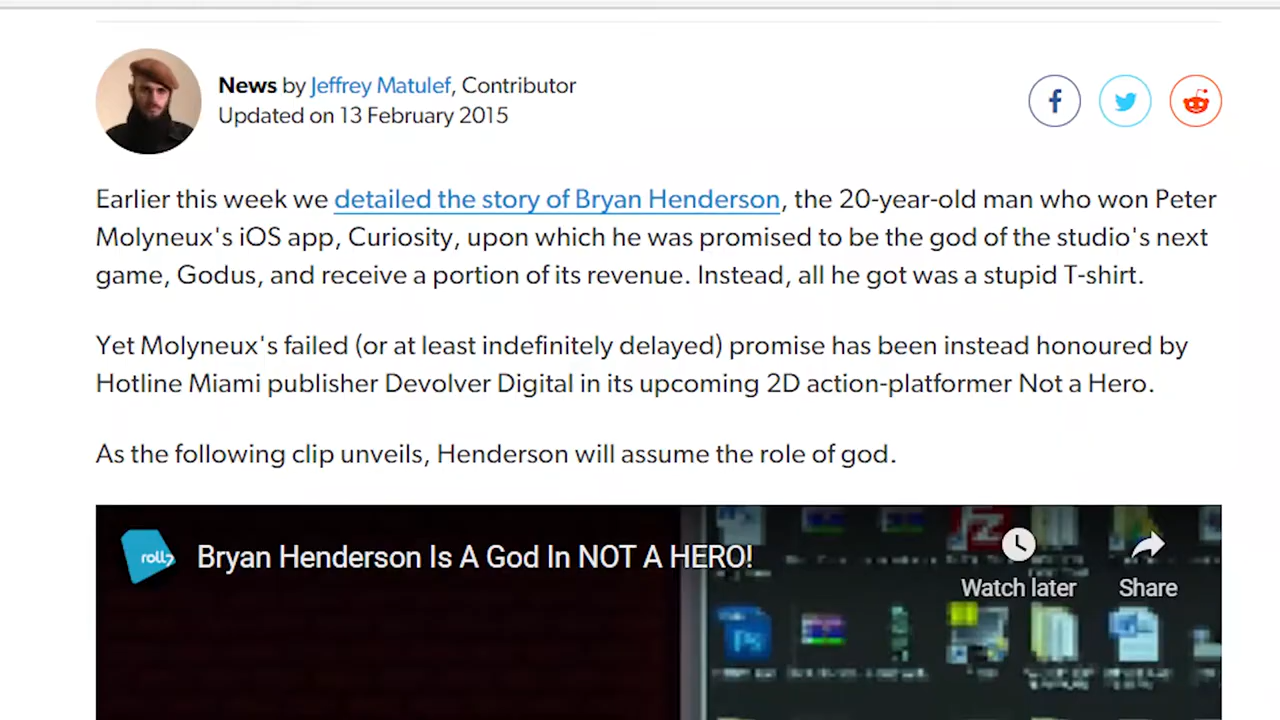 News by Jeffrey Matulef, Contributor
Updated on 13 February 2015
Earlier this week we detailed the story of Bryan Henderson, the 20-year-old man who won Peter
Molyneux's iOS app, Curiosity, upon which he was promised to be the god of the studio's next
game, Godus, and receive a portion of its revenue. Instead, all he got was a stupid T-shirt.
Yet Molyneux's failed (or at least indefinitely delayed) promise has been instead honoured by
Hotline Miami publisher Devolver Digital in its upcoming 2D action-platformer Not a Hero.
As the following clip unveils, Henderson will assume the role of god.
roll7
Bryan Henderson Is A God In NOT A HERO!
Watch later
Share